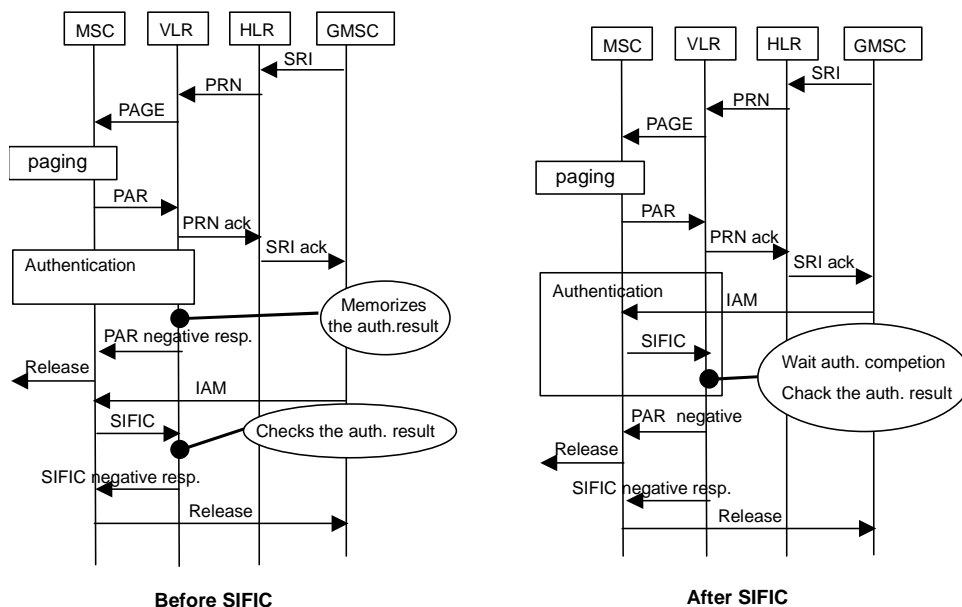 MSC VLR HLR GMSC
SRI
PRN
PAGE
paging
PAR
PRN ack
SRI ack
Authentication
Memorizes
the auth.result
PAR negative resp.
Release
IAM
SIFIC
Checks the auth. result
SIFIC negative resp.
Release
Before SIFIC
MSC VLR HLR GMSC
SRI
PRN
PAGE
paging
PAR
PRN ack
SRI ack
Authentication
IAM
SIFIC
Wait auth. competion
Chack the auth. result
PAR negative
Release
SIFIC negative resp.
Release
After SIFIC